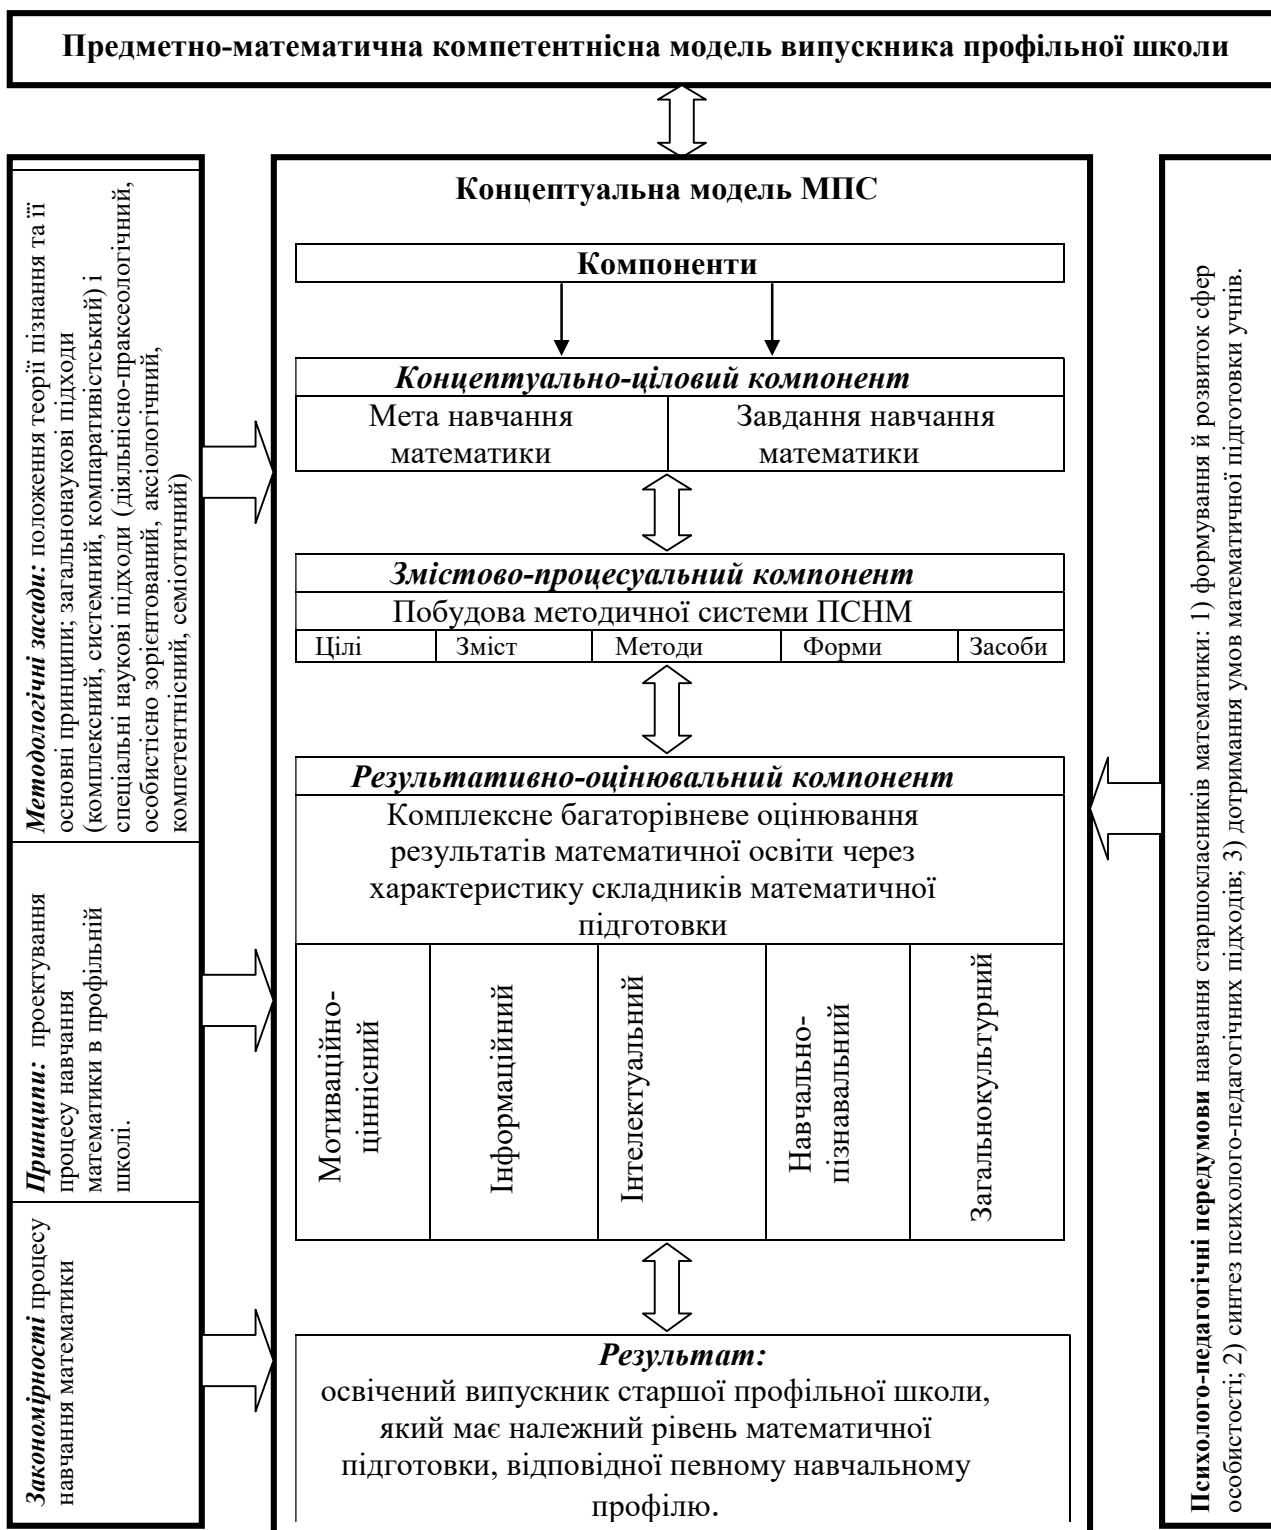 Предметно-математична компетентнісна модель випускника профільної школи
Методологічні засади: положення теорії пізнання та її
основні принципи; загальнонаукові підходи
(комплексний, системний, компаративістський) і
спеціальні наукові підходи (діяльнісно-праксеологічний,
особистісно зорієнтований, аксіологічний,
компетентнісний, семіотичний)
Принципи: проектування
процесу навчання
математики в профільній
школі.
Закономірності процесу
навчання математики
Концептуальна модель МПС
Компоненти
Концептуально-ціловий компонент
Мета навчання
математики
Завдання навчання
математики
Змістово-процесуальний компонент
Побудова методичної системи ПСНМ
Цілі
Зміст
Методи
Форми
Засоби
Результативно-оцінювальний компонент
Комплексне багаторівневе оцінювання
результатів математичної освіти через
характеристику складників математичної
підготовки
Мотиваційно-
ціннісний
Інформаційний
Інтелектуальний
Навчально-
пізнавальний
Загальнокультурний
Результат:
освічений випускник старшої профільної школи,
який має належний рівень математичної
підготовки, відповідної певному навчальному
профілю.
Психолого-педагогічні передумови навчання старшокласників математики: 1) формування й розвиток сфер
особистості; 2) синтез психолого-педагогічних підходів; 3) дотримання умов математичної підготовки учнів.